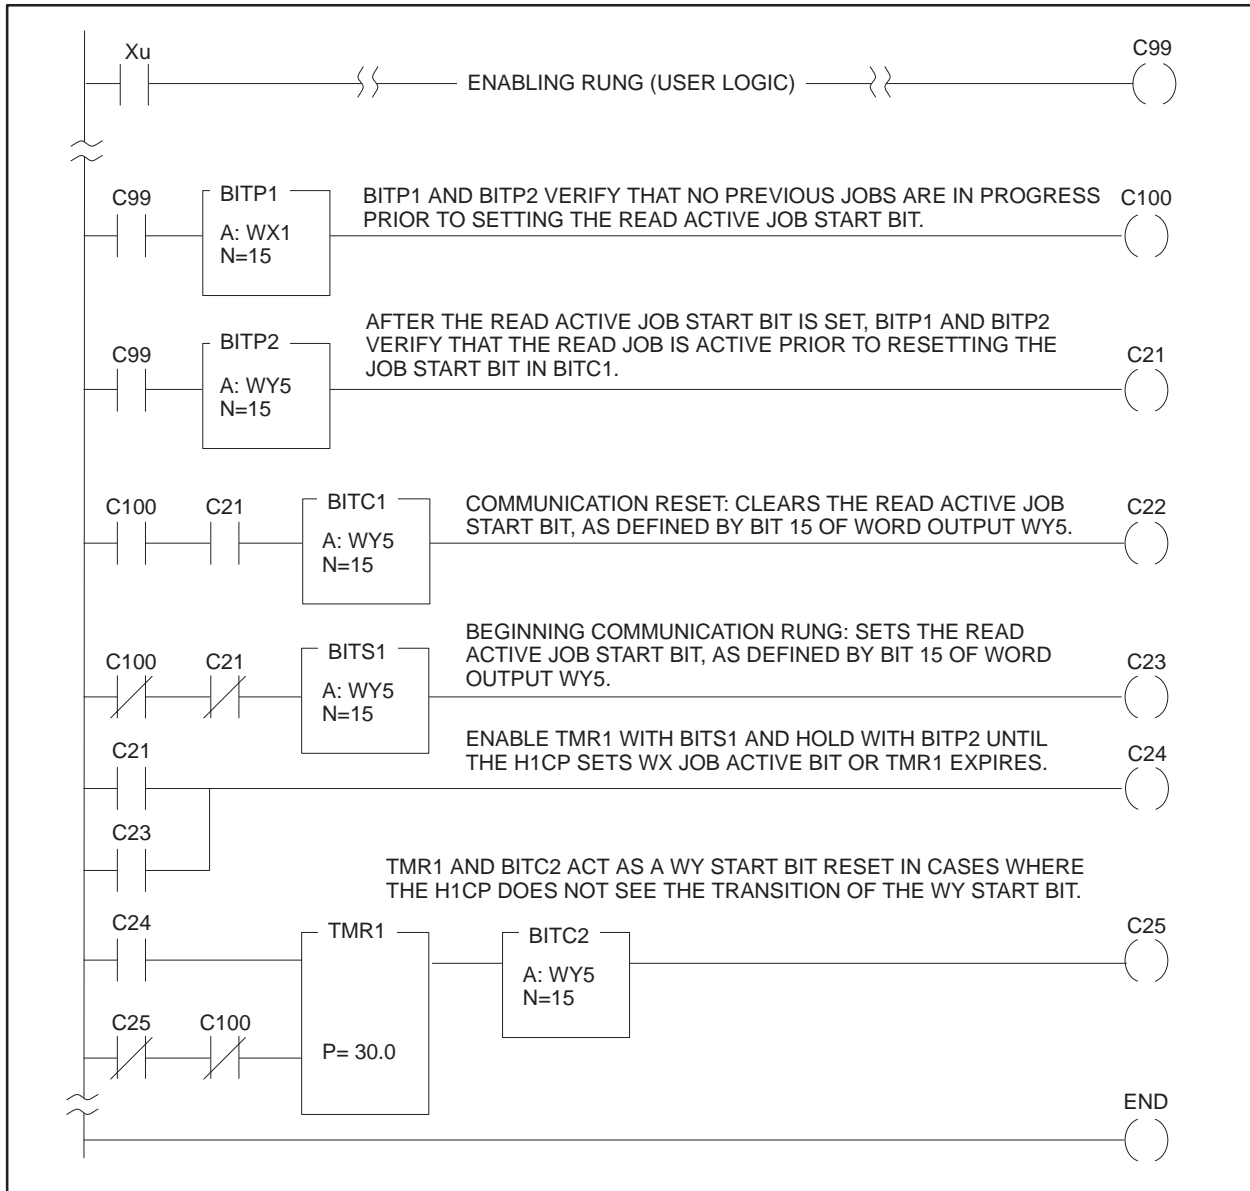 Xu
C99
ENABLING RUNG (USER LOGIC)
C99
BITP1
A: WX1
N=15
BITP1 AND BITP2 VERIFY THAT NO PREVIOUS JOBS ARE IN PROGRESS
PRIOR TO SETTING THE READ ACTIVE JOB START BIT.
C100
C99
BITP2
A: WY5
N=15
AFTER THE READ ACTIVE JOB START BIT IS SET, BITP1 AND BITP2
VERIFY THAT THE READ JOB IS ACTIVE PRIOR TO RESETTING THE
JOB START BIT IN BITC1.
C21
C100
C21
BITC1
A: WY5
N=15
COMMUNICATION RESET: CLEARS THE READ ACTIVE JOB
START BIT, AS DEFINED BY BIT 15 OF WORD OUTPUT WY5.
C22
C100
C21
BITS1
A: WY5
N=15
BEGINNING COMMUNICATION RUNG: SETS THE READ
ACTIVE JOB START BIT, AS DEFINED BY BIT 15 OF WORD
OUTPUT WY5.
C23
C21
C23
ENABLE TMR1 WITH BITS1 AND HOLD WITH BITP2 UNTIL
THE H1CP SETS WX JOB ACTIVE BIT OR TMR1 EXPIRES.
C24
TMR1 AND BITC2 ACT AS A WY START BIT RESET IN CASES WHERE
THE H1CP DOES NOT SEE THE TRANSITION OF THE WY START BIT.
C24
TMR1
BITC2
A: WY5
N=15
C25
C25
C100
P= 30.0
END